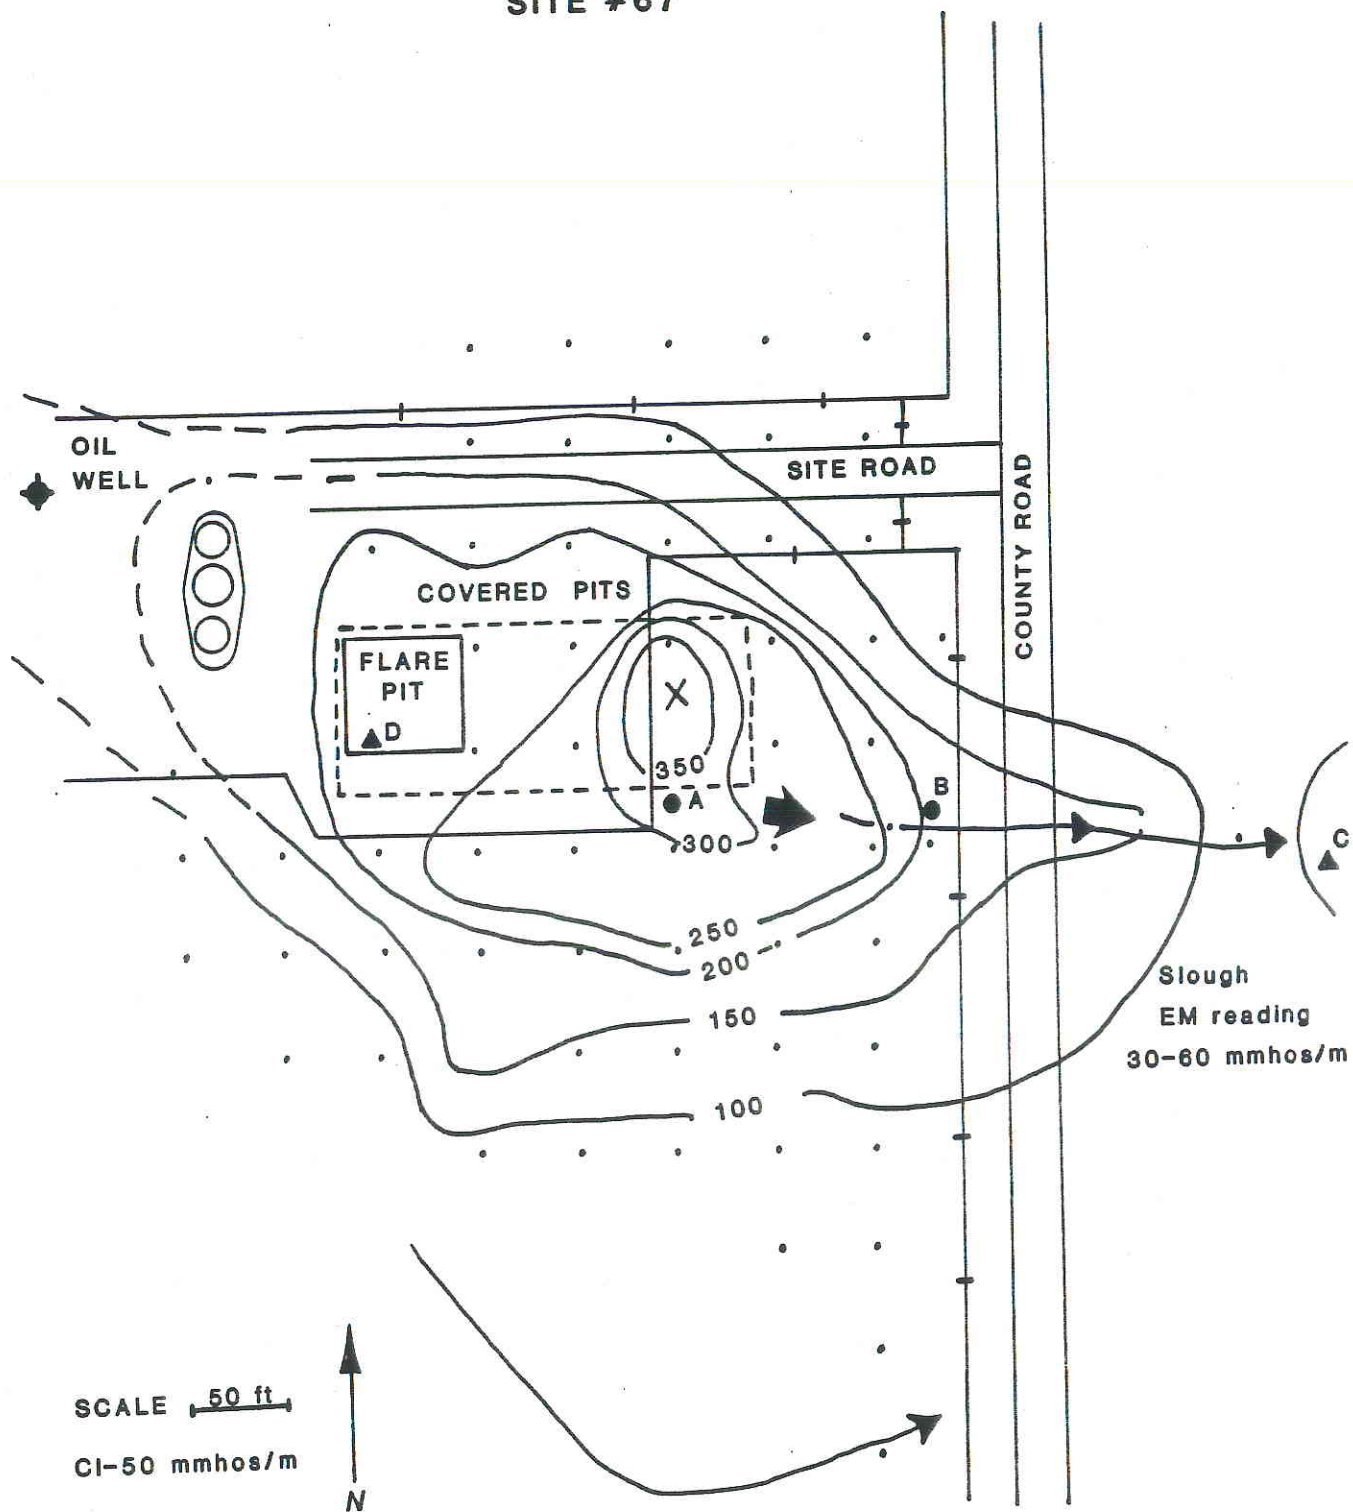 SITE #67
OIL
WELL
SITE ROAD
COUNTY ROAD
COVERED PITS
FLARE
PIT
D
X
350
A
B
300
C
250
200
150
100
Slough
EM reading
30-60 mmhos/m
SCALE 50 ft
CI-50 mmhos/m
N